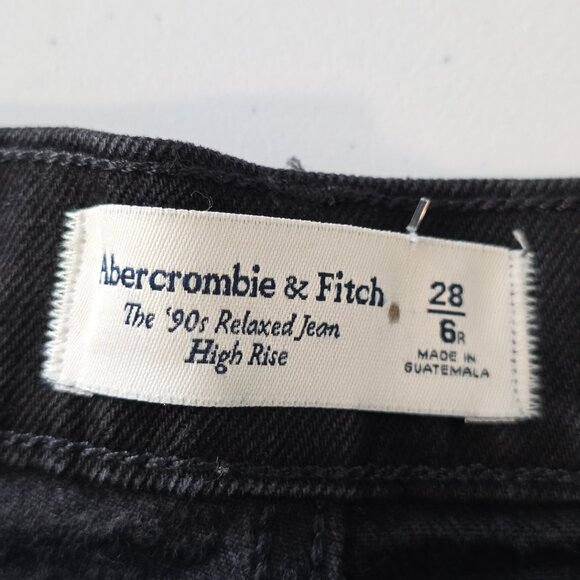 Abercrombie & Fitch
The '90s Relaxed Jean
High Rise
28
6R
MADE IN
GUATEMALA